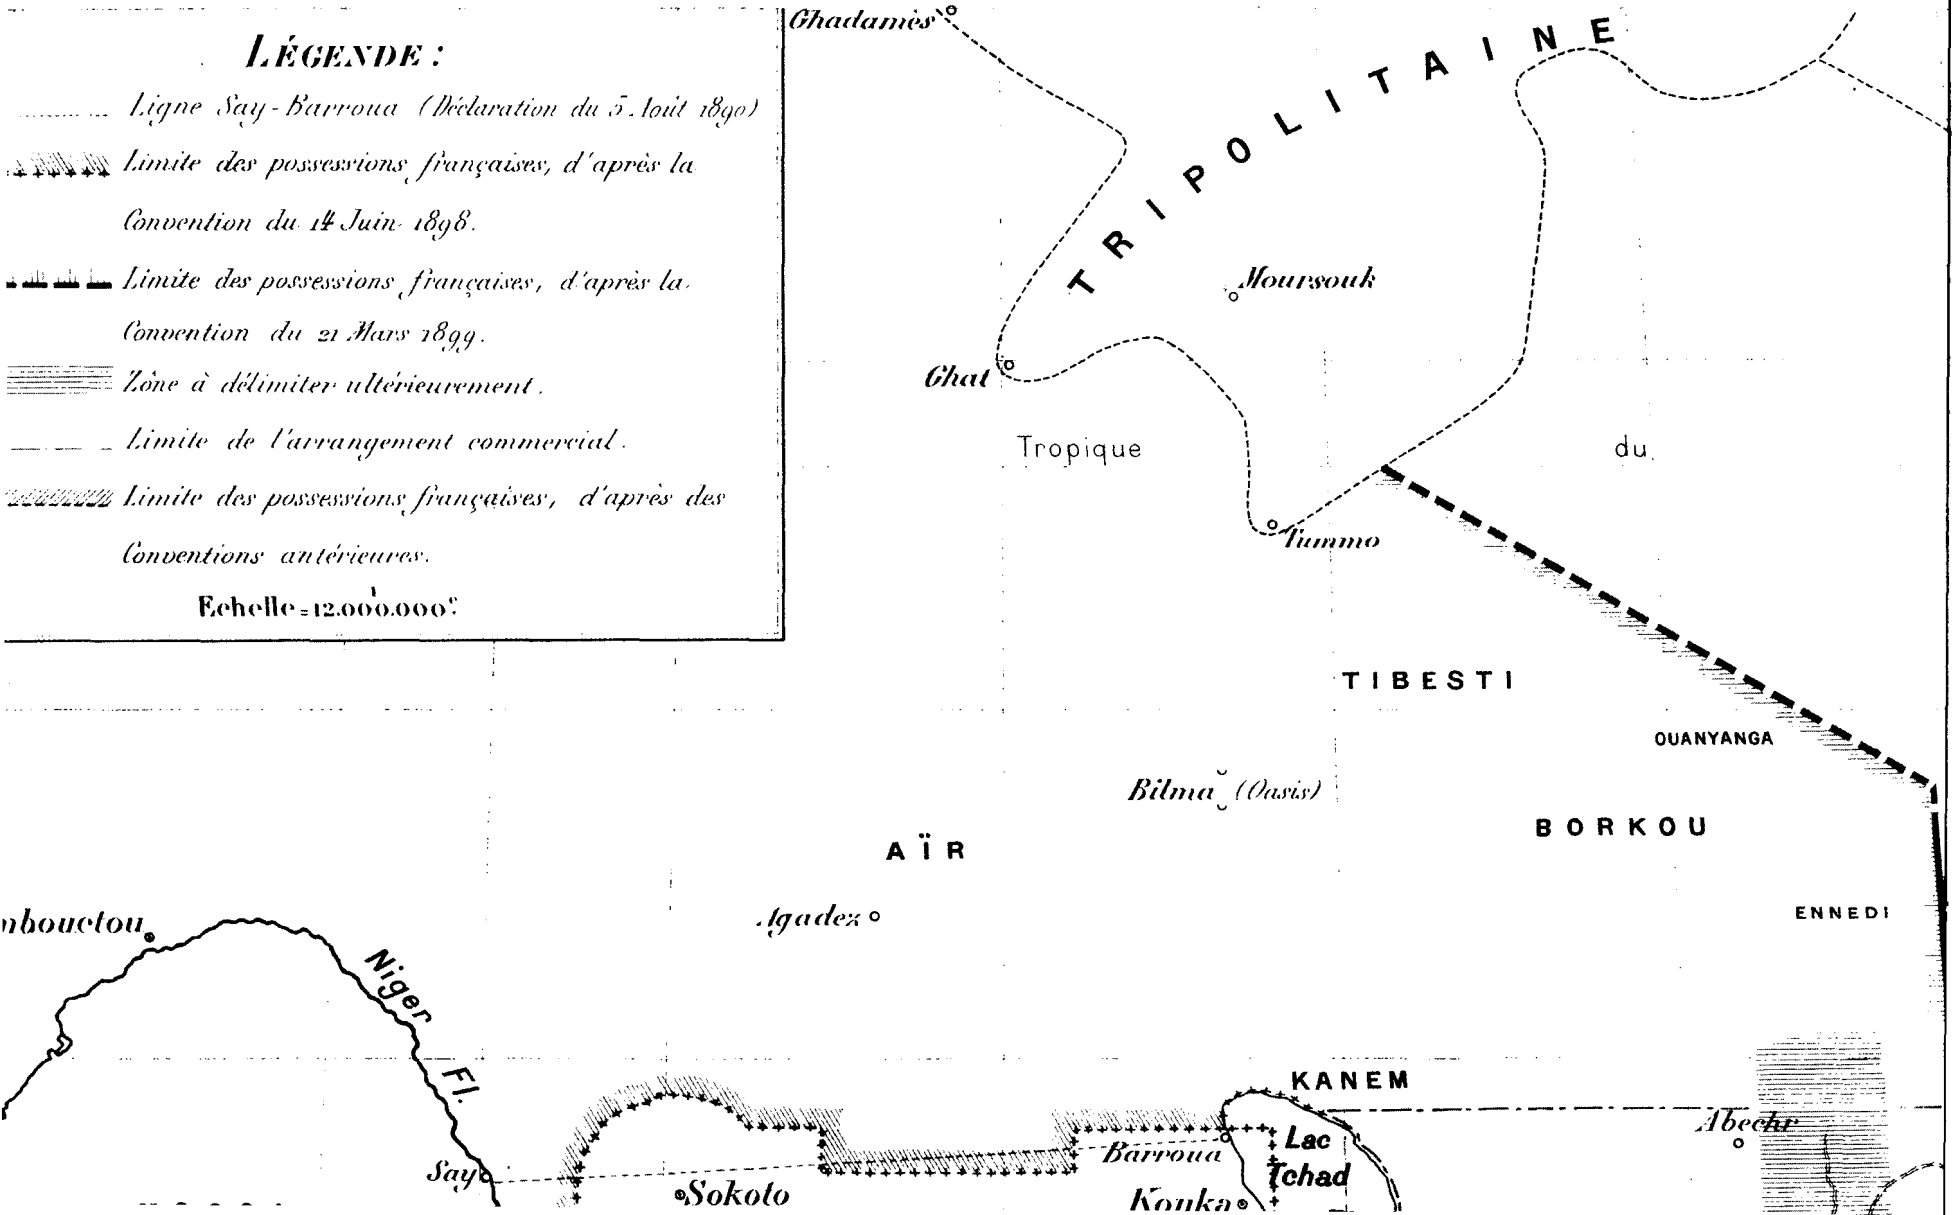 LÉGENDE :
Ligne Say-Barroua (Déclaration du 5 Août 1890)
Limite des possessions françaises, d'après la
Convention du 14 Juin 1898.
Limite des possessions françaises, d'après la
Convention du 21 Mars 1899.
Zône à délimiter ultérieurement.
Limite de l'arrangement commercial.
Limite des possessions françaises, d'après des
Conventions antérieures.
Echelle = 1/12.000.000e
Ghadamès
TRIPOLITAINE
Moursouk
Ghat
Tropique du
Tummo
TIBESTI
OUANYANGA
Bilma (Oasis)
BORKOU
AÏR
Agadez
ENNEDI
mbouctou
Niger Fl.
KANEM
Abechr
Lac
Tchad
Barroua
Say
Sokoto
Kouka